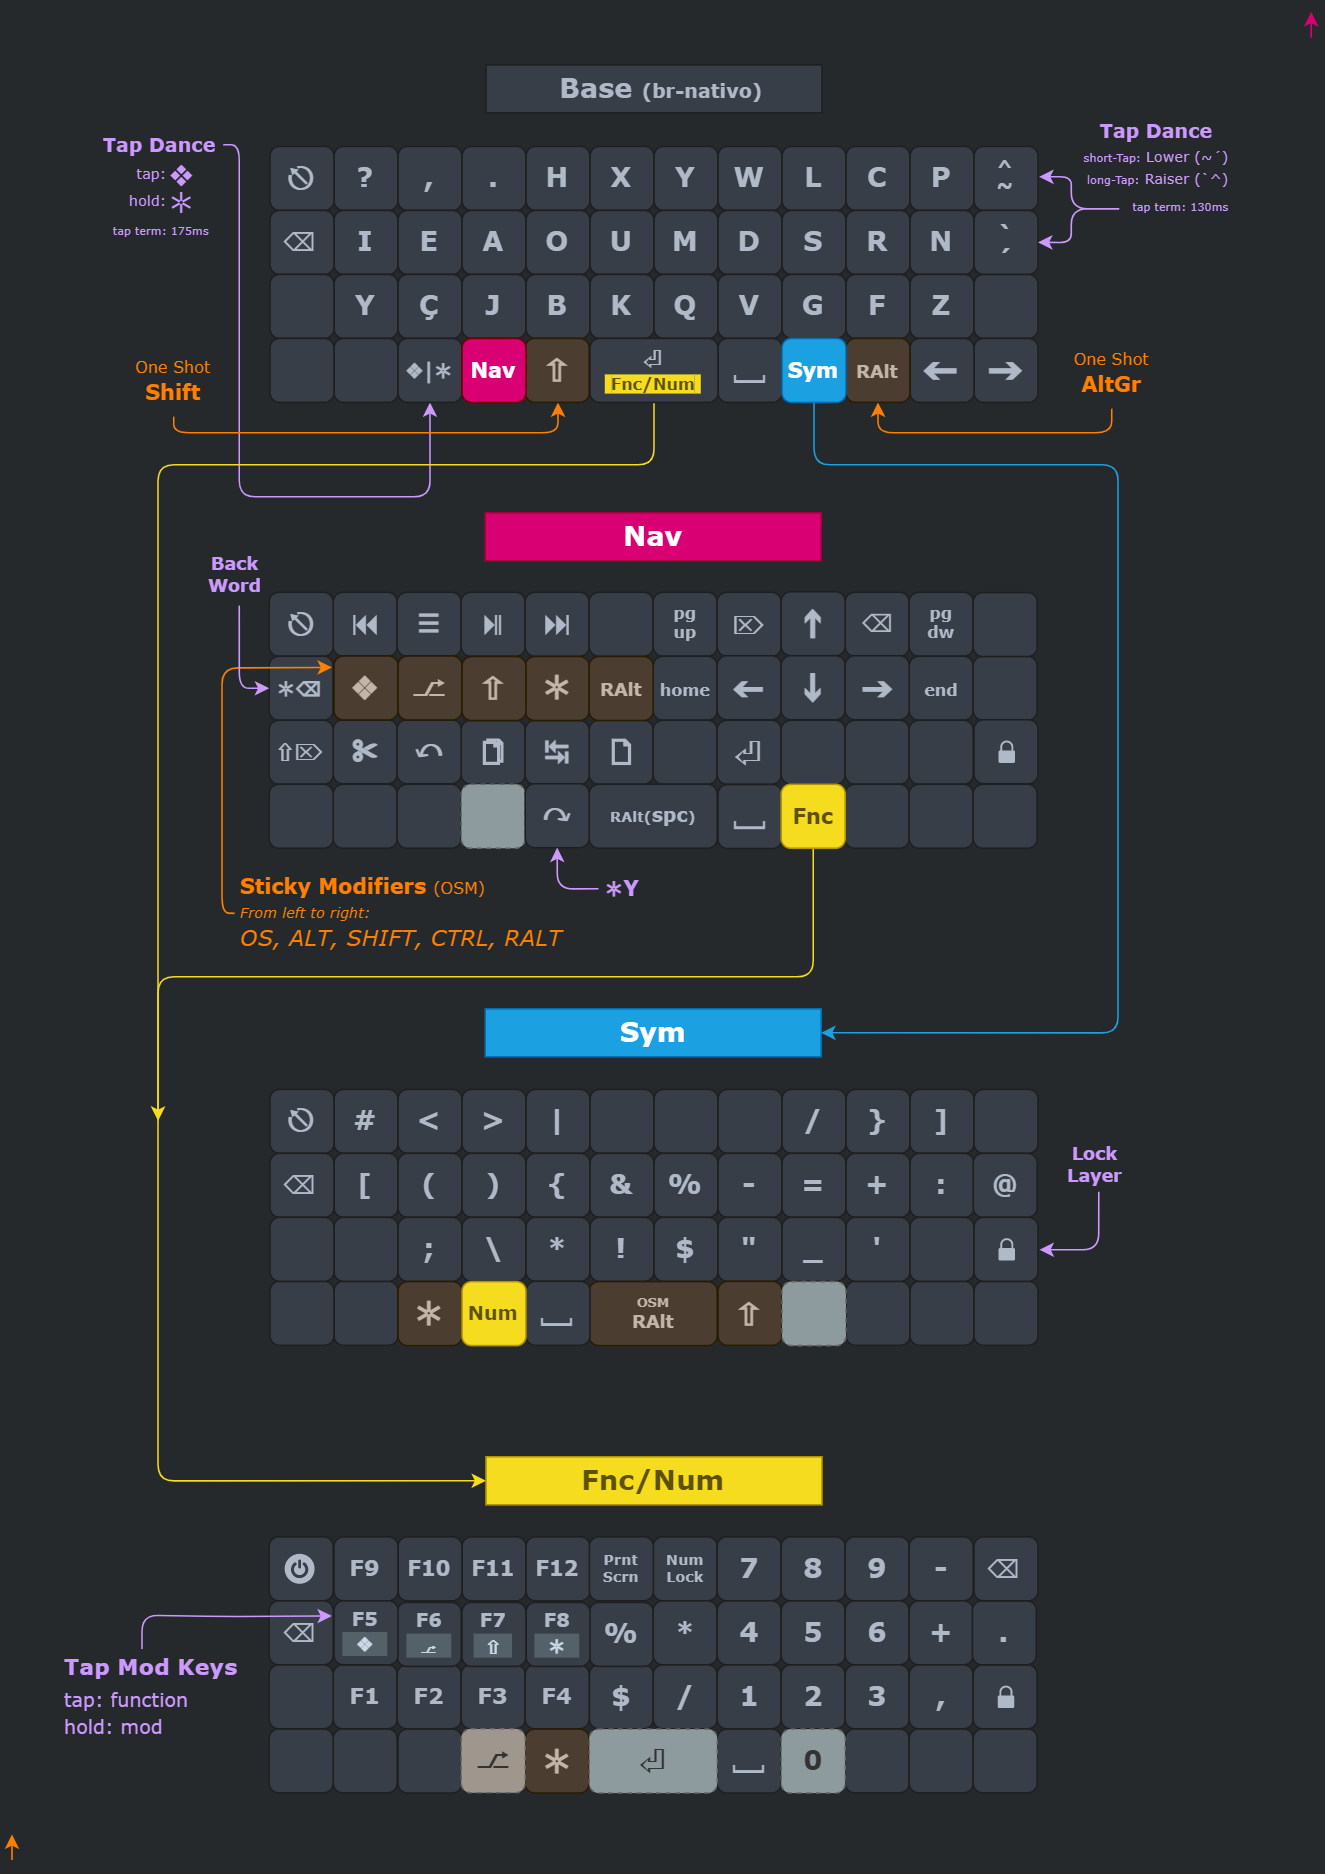 Base (br-nativo)
Tap Dance
tap: ❖
hold: ✲
tap term: 175ms
Tap Dance
short-Tap: Lower (~´)
long-Tap: Raiser (`^)
tap term: 130ms
? , . H X Y W L C P ^ ~
I E A O U M D S R N ` ´
Y Ç J B K Q V G F Z
❖|✲ Nav ⇧ ⏎ Fnc/Num Sym RAlt ← →
One Shot
Shift
One Shot
AltGr
Nav
Back
Word
pg up ↑ ⌫ pg dw
✲⌫ ❖ ⇧ ✲ RAlt home ← ↓ → end
⇧⌦
RAlt(spc) Fnc
✲Y
Sticky Modifiers (OSM)
From left to right:
OS, ALT, SHIFT, CTRL, RALT
Sym
# < > | / } ]
[ ( ) { & % - = + : @
; \ * ! $ " _ '
✲ Num OSM RAlt ⇧
Lock
Layer
Fnc/Num
F9 F10 F11 F12 Prnt Scrn Num Lock 7 8 9 - ⌫
⌫ F5 ❖ F6 F7 ⇧ F8 ✲ % * 4 5 6 + .
F1 F2 F3 F4 $ / 1 2 3 ,
✲ ⏎ 0
Tap Mod Keys
tap: function
hold: mod